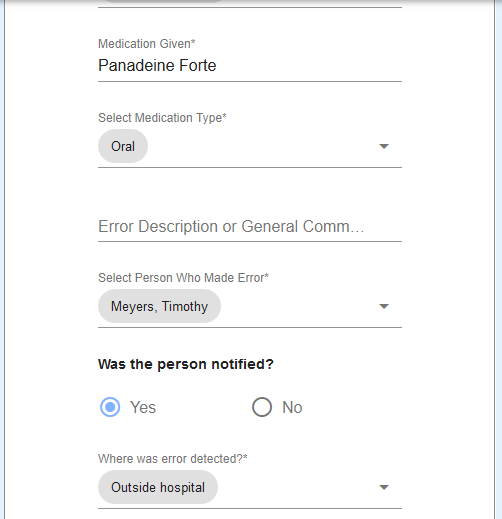 Medication Given*
Panadeine Forte
Select Medication Type*
Oral
Error Description or General Comm…
Select Person Who Made Error*
Meyers, Timothy
Was the person notified?
Yes No
Where was error detected?*
Outside hospital